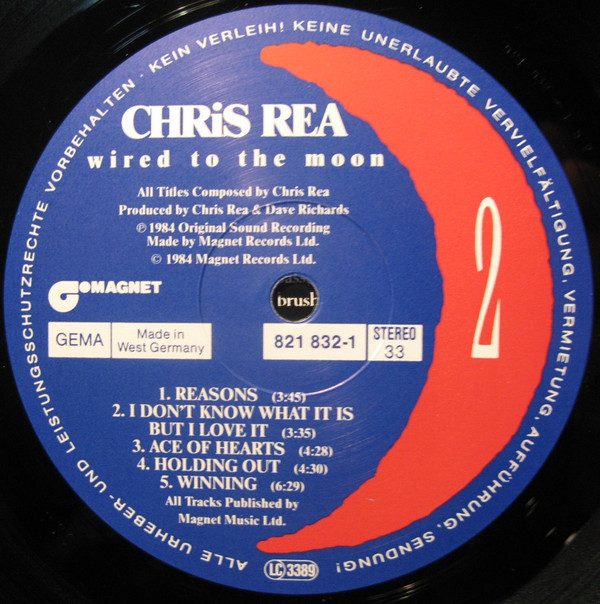 ALLE URHEBER- UND LEISTUNGSSCHUTZRECHTE VORBEHALTEN · KEIN VERLEIH! KEINE UNERLAUBTE VERVIELFÄLTIGUNG, VERMIETUNG, AUFFÜHRUNG, SENDUNG!
CHRiS REA
wired to the moon
All Titles Composed by Chris Rea
Produced by Chris Rea & Dave Richards
℗ 1984 Original Sound Recording
Made by Magnet Records Ltd.
© 1984 Magnet Records Ltd.
MAGNET
brush
2
GEMA
Made in
West Germany
821 832-1
STEREO
33
1. REASONS (3:45)
2. I DON'T KNOW WHAT IT IS
BUT I LOVE IT (3:35)
3. ACE OF HEARTS (4:28)
4. HOLDING OUT (4:30)
5. WINNING (6:29)
All Tracks Published by
Magnet Music Ltd.
LC 3389